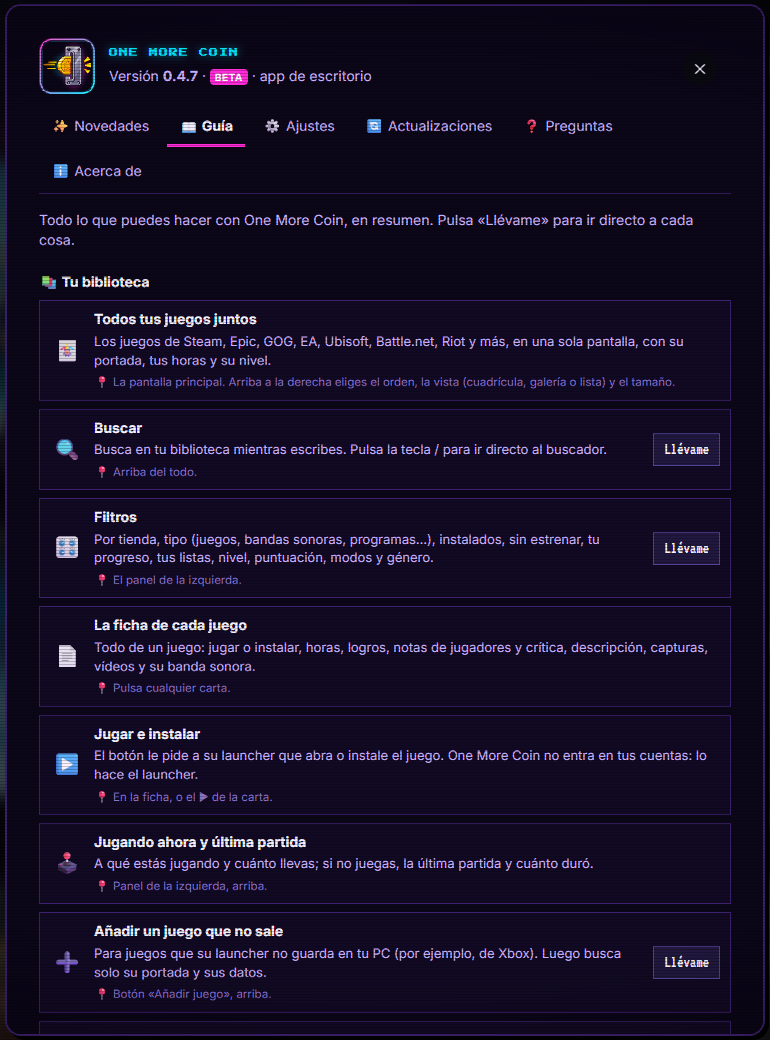 ONE MORE COIN
Versión 0.4.7 · BETA · app de escritorio
Novedades
Guía
Ajustes
Actualizaciones
Preguntas
Acerca de
Todo lo que puedes hacer con One More Coin, en resumen. Pulsa «Llévame» para ir directo a cada
cosa.
Tu biblioteca
Todos tus juegos juntos
Los juegos de Steam, Epic, GOG, EA, Ubisoft, Battle.net, Riot y más, en una sola pantalla, con su
portada, tus horas y su nivel.
La pantalla principal. Arriba a la derecha eliges el orden, la vista (cuadrícula, galería o lista) y el tamaño.
Buscar
Busca en tu biblioteca mientras escribes. Pulsa la tecla / para ir directo al buscador.
Arriba del todo.
Llévame
Filtros
Por tienda, tipo (juegos, bandas sonoras, programas…), instalados, sin estrenar, tu
progreso, tus listas, nivel, puntuación, modos y género.
El panel de la izquierda.
Llévame
La ficha de cada juego
Todo de un juego: jugar o instalar, horas, logros, notas de jugadores y crítica, descripción, capturas,
vídeos y su banda sonora.
Pulsa cualquier carta.
Jugar e instalar
El botón le pide a su launcher que abra o instale el juego. One More Coin no entra en tus cuentas: lo
hace el launcher.
En la ficha, o el ▶ de la carta.
Jugando ahora y última partida
A qué estás jugando y cuánto llevas; si no juegas, la última partida y cuánto duró.
Panel de la izquierda, arriba.
Añadir un juego que no sale
Para juegos que su launcher no guarda en tu PC (por ejemplo, de Xbox). Luego busca
solo su portada y sus datos.
Botón «Añadir juego», arriba.
Llévame